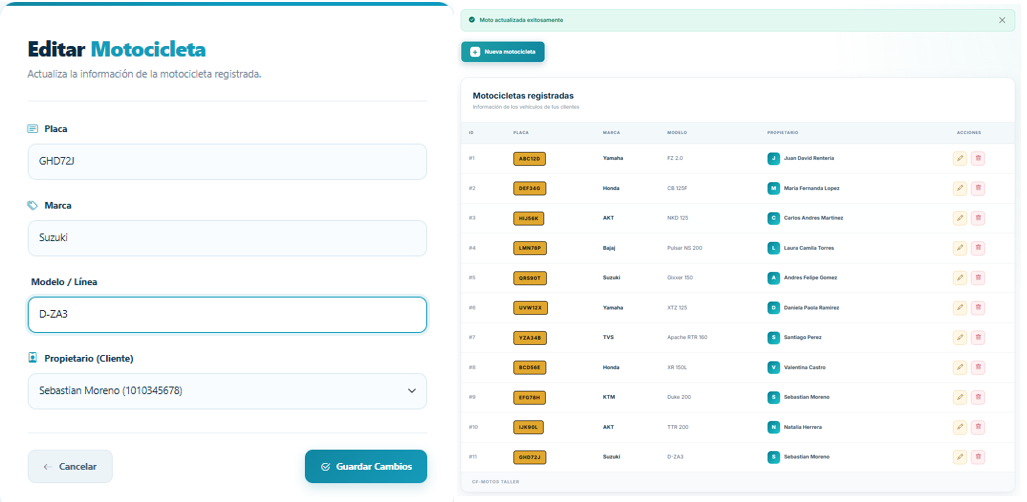 Editar Motocicleta
Actualiza la información de la motocicleta registrada.
Placa
GHD72J
Marca
Suzuki
Modelo / Línea
D-ZA3
Propietario (Cliente)
Sebastian Moreno (1010345678)
Cancelar
Guardar Cambios
Moto actualizada exitosamente
Nueva motocicleta
Motocicletas registradas
Información de los vehículos de tus clientes
ID PLACA MARCA MODELO PROPIETARIO ACCIONES
#1 ABC12D Yamaha FZ 2.0 J Juan David Renteria
#2 DEF34G Honda CB 125F M Maria Fernanda Lopez
#3 HIJ56K AKT NKD 125 C Carlos Andres Martinez
#4 LMN78P Bajaj Pulsar NS 200 L Laura Camila Torres
#5 QRS90T Suzuki Gixxer 150 A Andres Felipe Gomez
#6 UVW12X Yamaha XTZ 125 D Daniela Paola Ramirez
#7 YZA34B TVS Apache RTR 160 S Santiago Perez
#8 BCD56E Honda XR 150L V Valentina Castro
#9 EFG78H KTM Duke 200 S Sebastian Moreno
#10 IJK90L AKT TTR 200 N Natalia Herrera
#11 GHD72J Suzuki D-ZA3 S Sebastian Moreno
CF-MOTOS TALLER